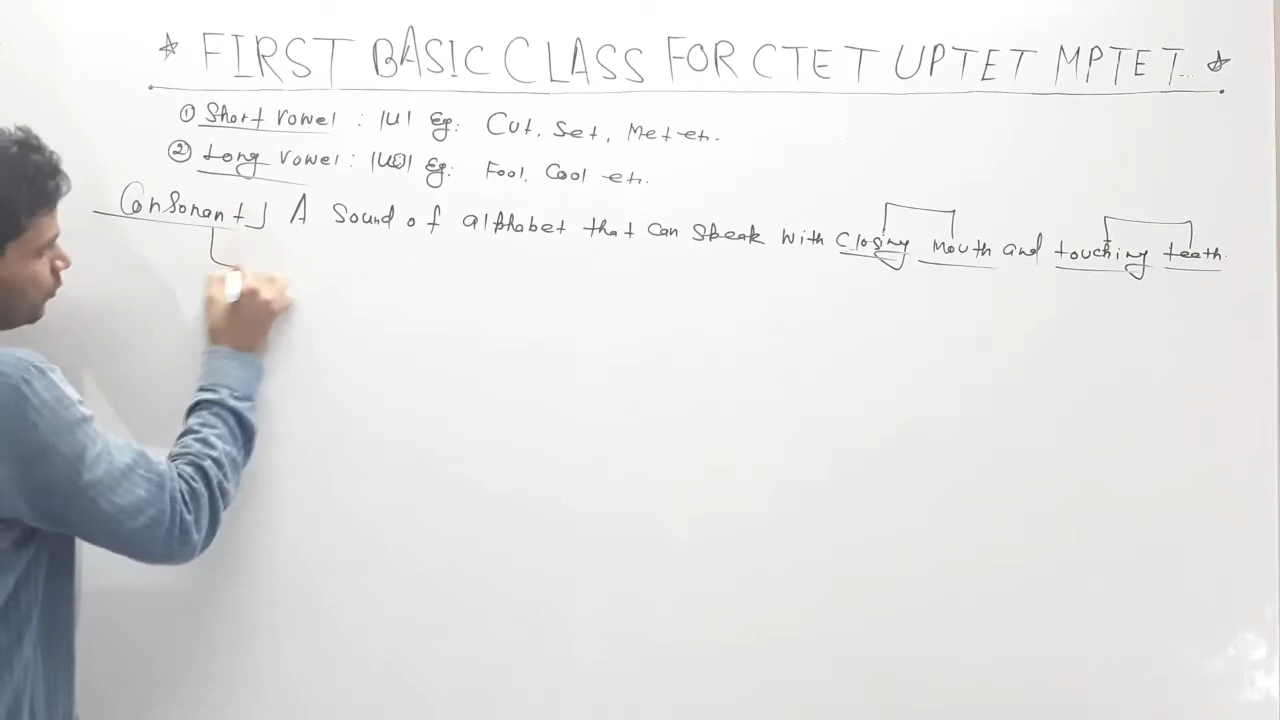 * FIRST BASIC CLASS FOR CTET UPTET MPTET... *
① Short vowel : |U| Eg: Cut, Set, Met etc.
② Long vowel : |UO| Eg: Fool, Cool etc.
Consonant] A Sound of alphabet that can Speak with closing mouth and touching teeth.